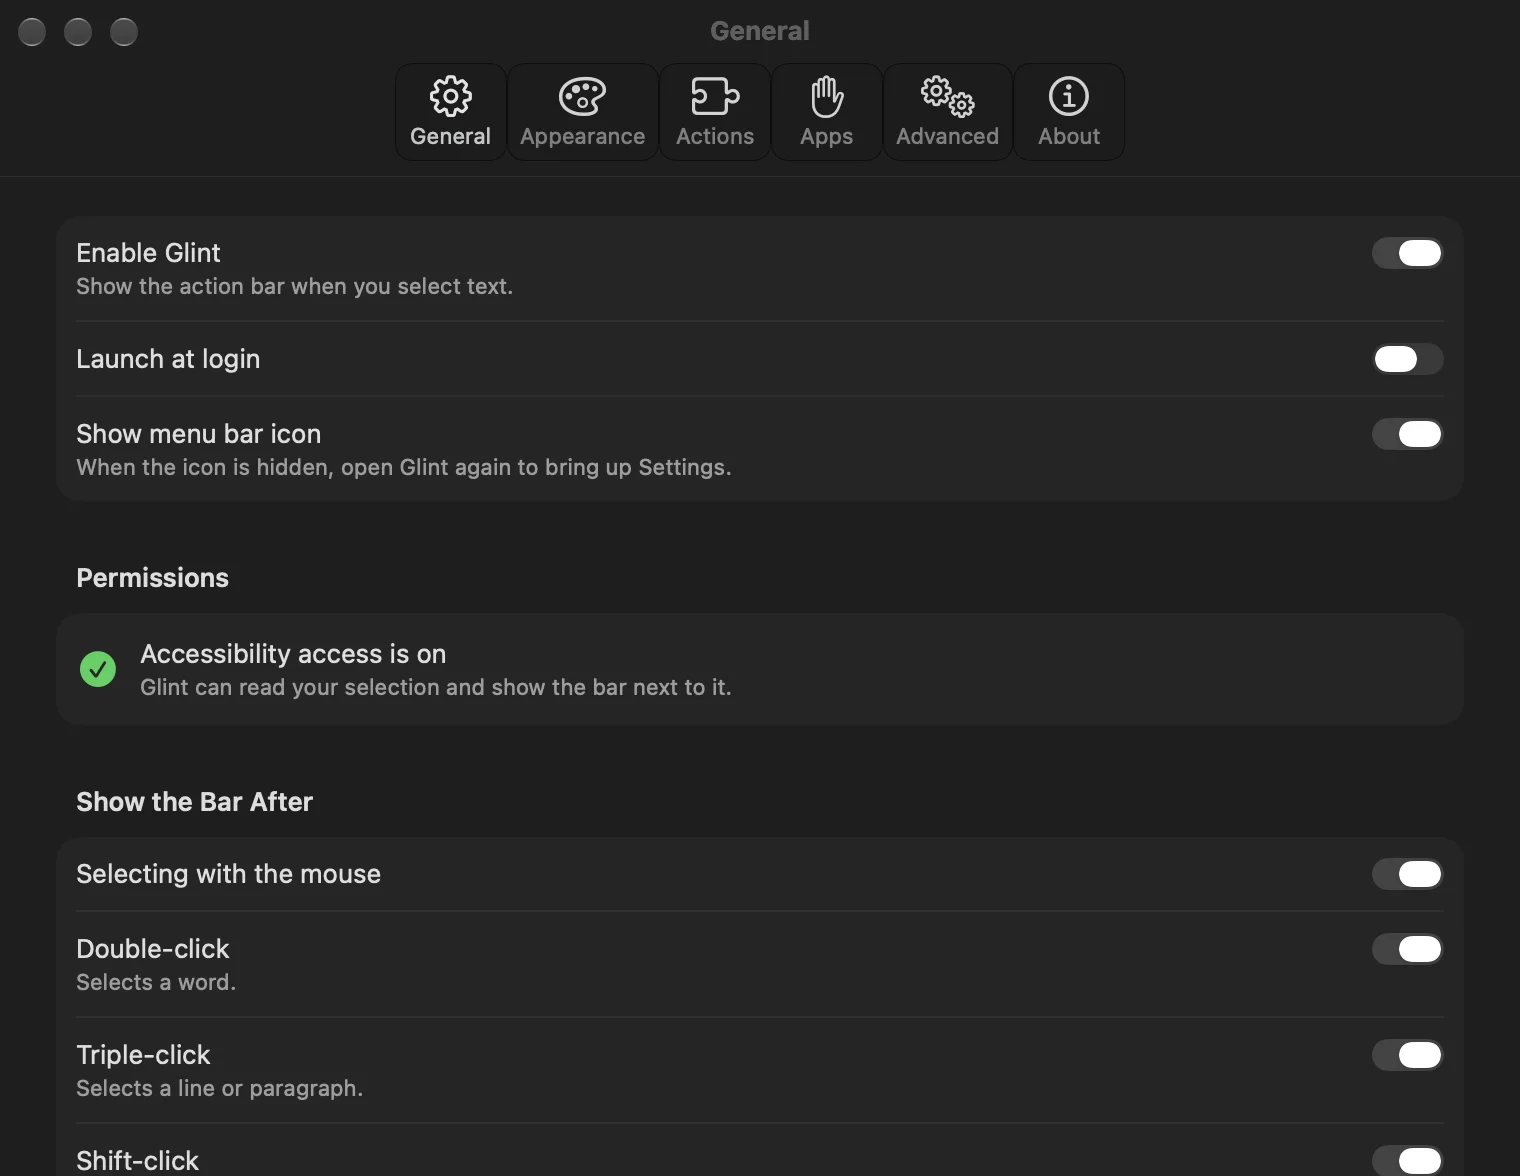 General
General
Appearance
Actions
Apps
Advanced
About
Enable Glint
Show the action bar when you select text.
Launch at login
Show menu bar icon
When the icon is hidden, open Glint again to bring up Settings.
Permissions
Accessibility access is on
Glint can read your selection and show the bar next to it.
Show the Bar After
Selecting with the mouse
Double-click
Selects a word.
Triple-click
Selects a line or paragraph.
Shift-click